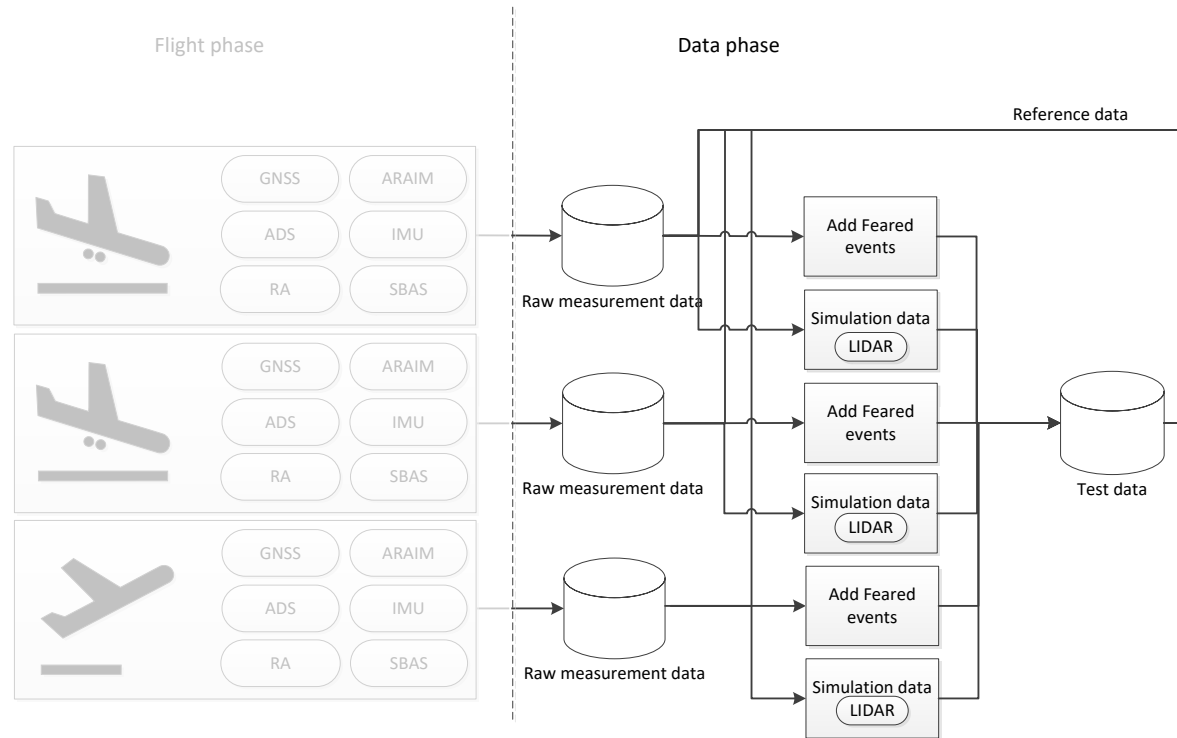 Flight phase
Data phase
Reference data
GNSS
ARAIM
ADS
IMU
RA
SBAS
Raw measurement data
Add Feared
events
Simulation data
LIDAR
GNSS
ARAIM
ADS
IMU
RA
SBAS
Raw measurement data
Add Feared
events
Simulation data
LIDAR
Test data
GNSS
ARAIM
ADS
IMU
RA
SBAS
Raw measurement data
Add Feared
events
Simulation data
LIDAR